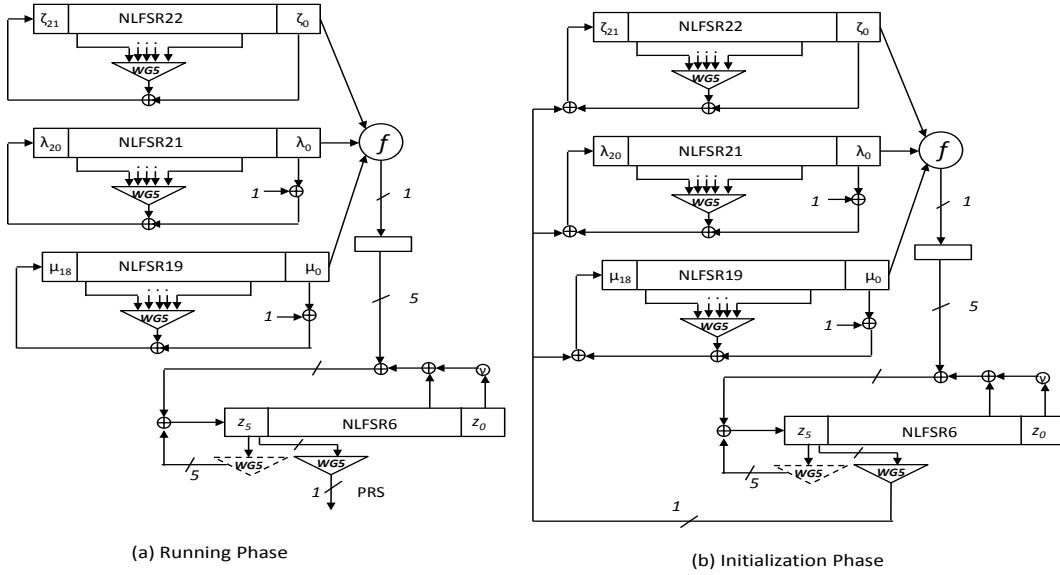 ζ21 NLFSR22 ζ0
. . .
WG5
λ20 NLFSR21 λ0
. . .
WG5
1
f
1
μ18 NLFSR19 μ0
. . .
WG5
1
5
v
z5 NLFSR6 z0
5
WG5
WG5
1
PRS
(a) Running Phase
ζ21 NLFSR22 ζ0
. . .
WG5
λ20 NLFSR21 λ0
. . .
WG5
1
f
1
μ18 NLFSR19 μ0
. . .
WG5
1
5
v
z5 NLFSR6 z0
5
WG5
WG5
1
(b) Initialization Phase